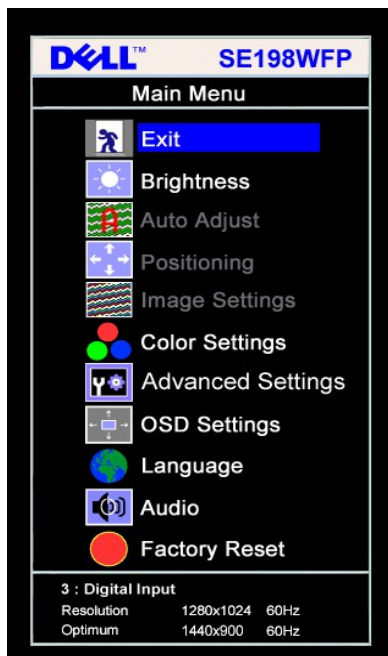 DELL™ SE198WFP
Main Menu
Exit
Brightness
Auto Adjust
Positioning
Image Settings
Color Settings
Advanced Settings
OSD Settings
Language
Audio
Factory Reset
3 : Digital Input
Resolution 1280x1024 60Hz
Optimum 1440x900 60Hz